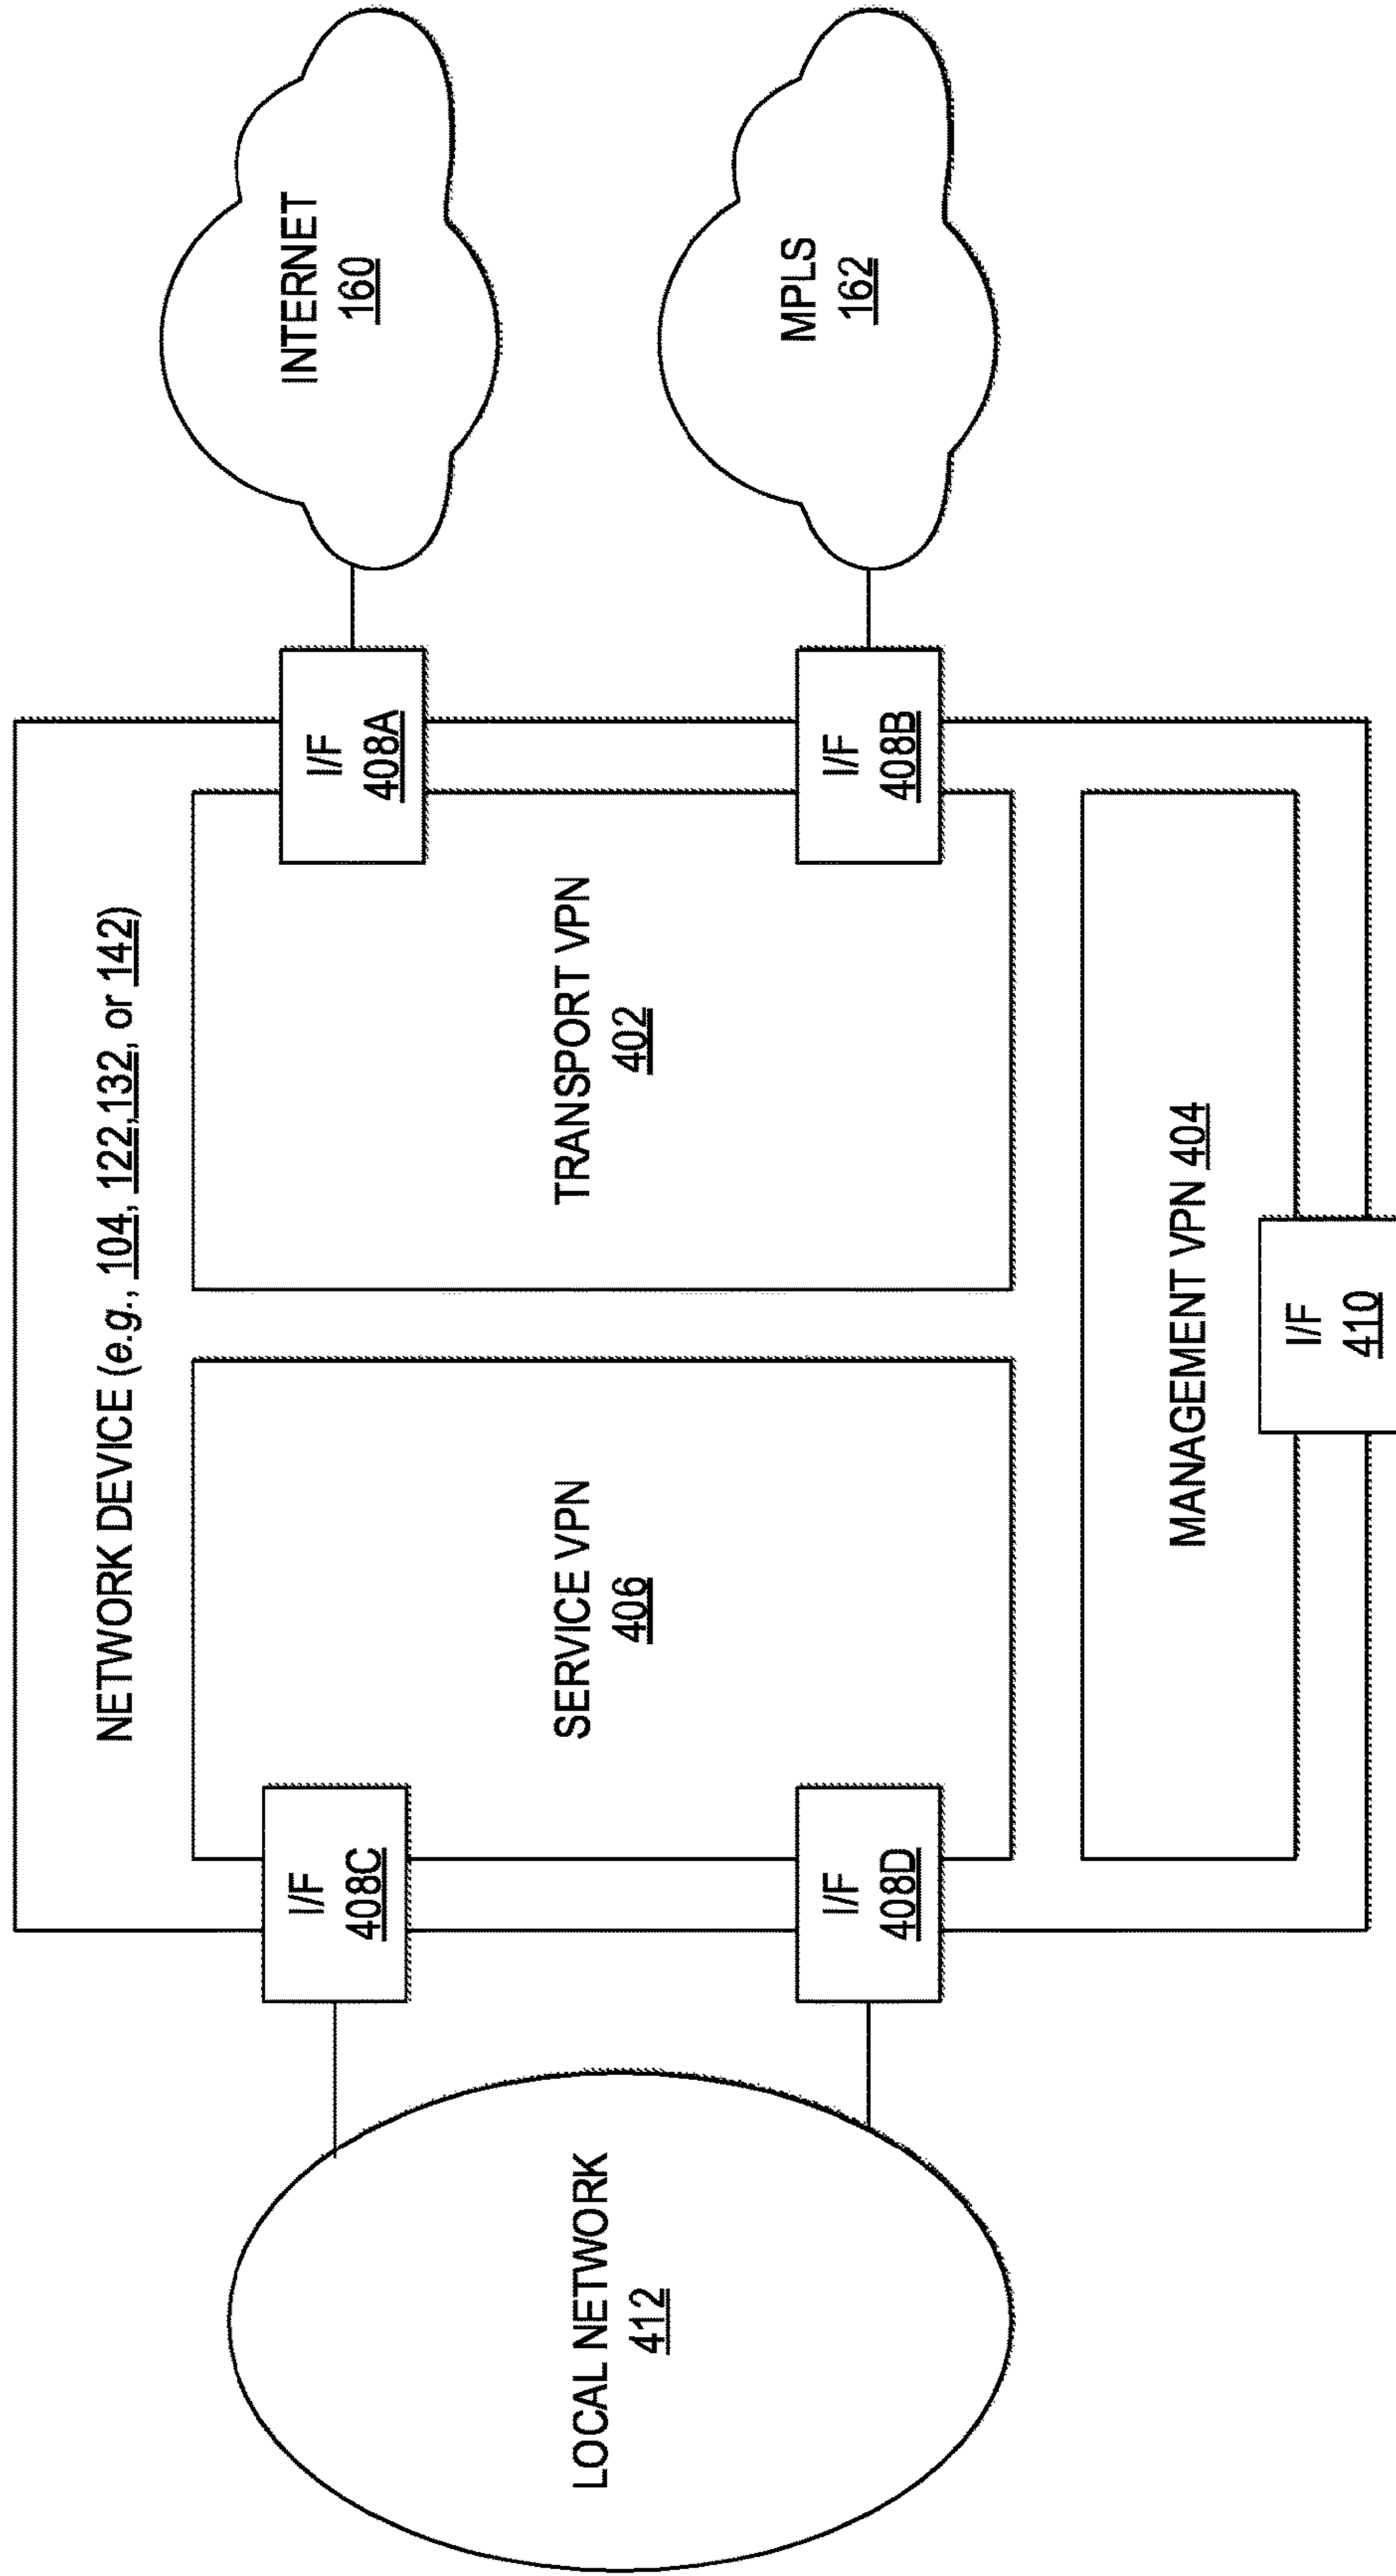 NETWORK DEVICE (e.g., 104, 122,132, or 142)
LOCAL NETWORK
412
I/F
408C
I/F
408D
SERVICE VPN
406
TRANSPORT VPN
402
I/F
408A
I/F
408B
INTERNET
160
MPLS
162
MANAGEMENT VPN 404
I/F
410